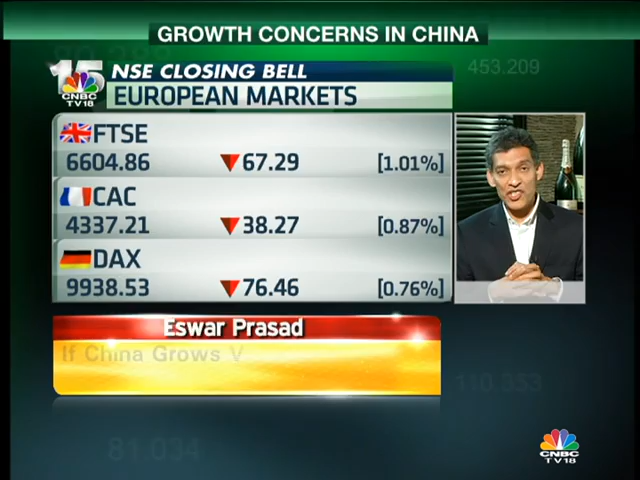 GROWTH CONCERNS IN CHINA
453.209
15
CNBC
TV18
NSE CLOSING BELL
EUROPEAN MARKETS
FTSE
6604.86 67.29 [1.01%]
CAC
4337.21 38.27 [0.87%]
DAX
9938.53 76.46 [0.76%]
Eswar Prasad
If China Grows
110.333
81.034
CNBC
TV18